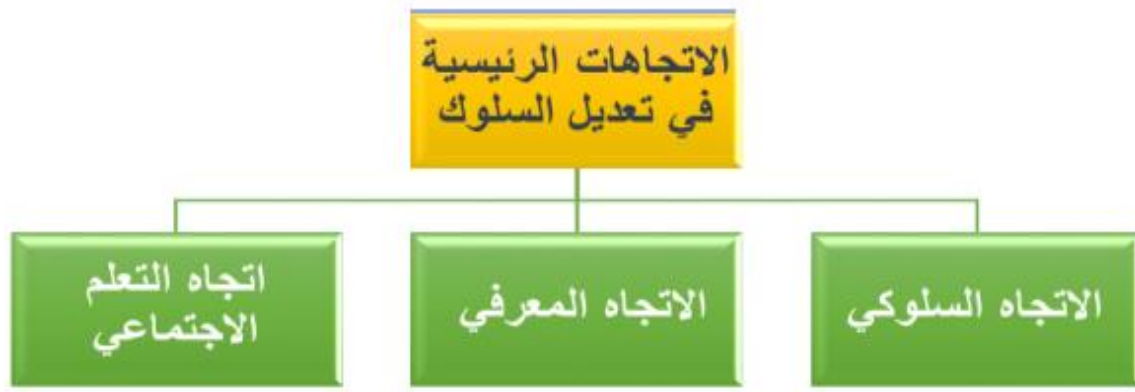 الاتجاهات الرئيسية
في تعديل السلوك
الاتجاه السلوكي
الاتجاه المعرفي
اتجاه التعلم
الاجتماعي